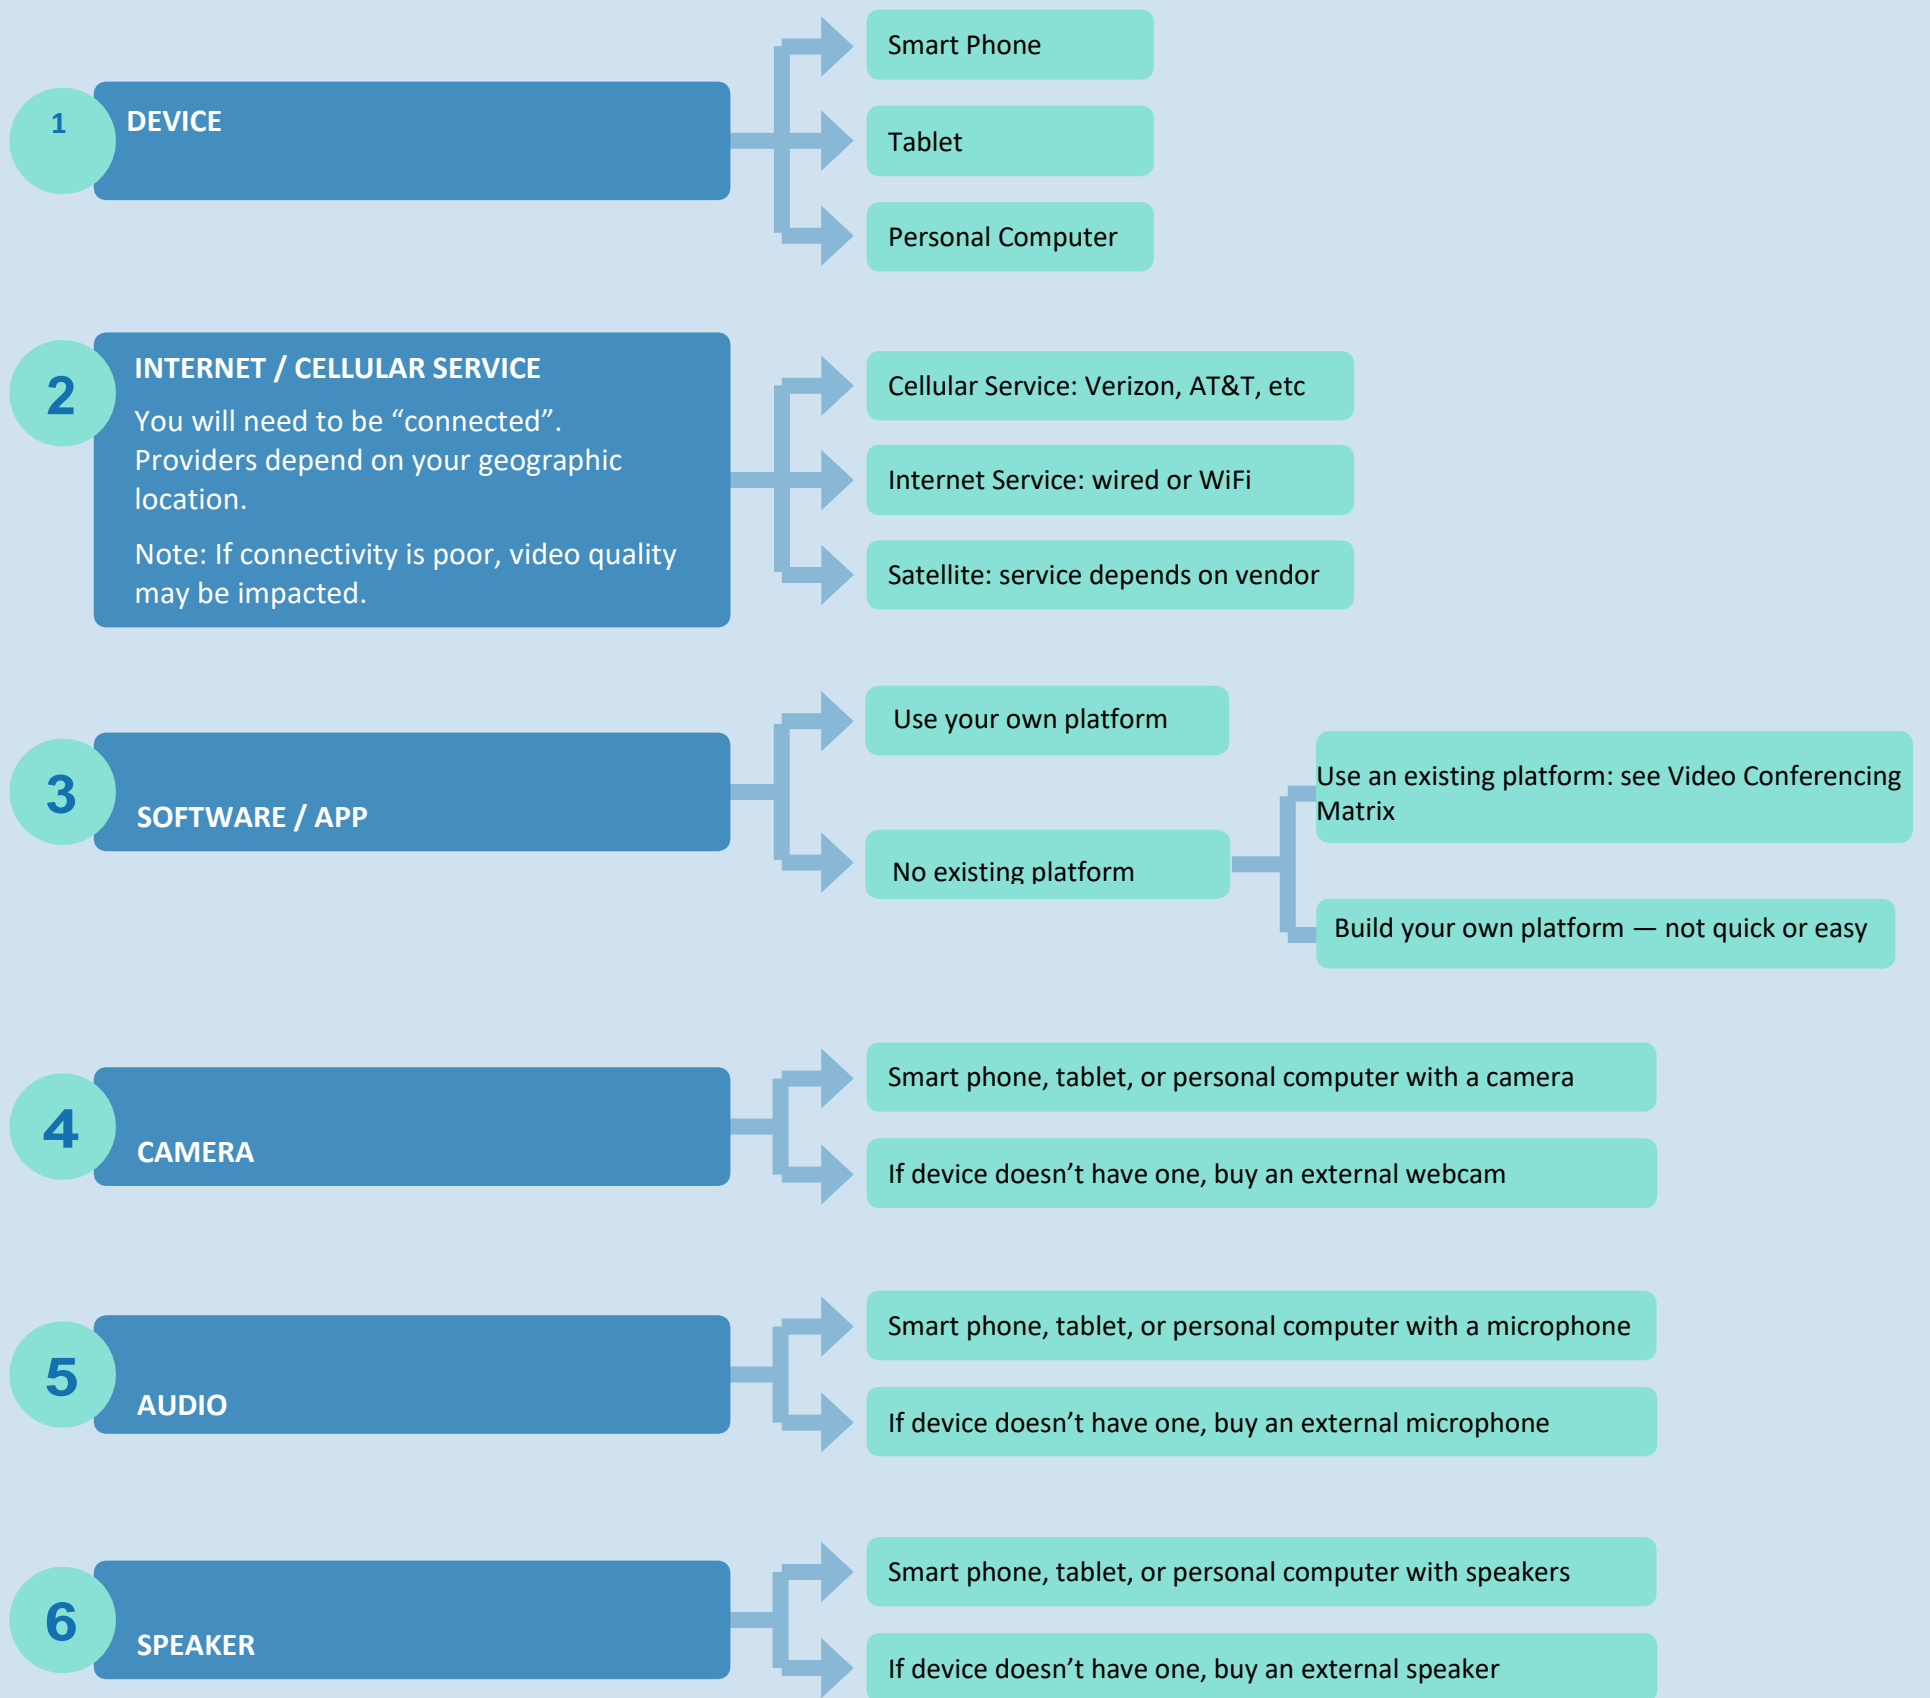 1
DEVICE
Smart Phone
Tablet
Personal Computer
2
INTERNET / CELLULAR SERVICE
You will need to be “connected”.
Providers depend on your geographic
location.
Note: If connectivity is poor, video quality
may be impacted.
Cellular Service: Verizon, AT&T, etc
Internet Service: wired or WiFi
Satellite: service depends on vendor
3
SOFTWARE / APP
Use your own platform
No existing platform
Use an existing platform: see Video Conferencing
Matrix
Build your own platform — not quick or easy
4
CAMERA
Smart phone, tablet, or personal computer with a camera
If device doesn’t have one, buy an external webcam
5
AUDIO
Smart phone, tablet, or personal computer with a microphone
If device doesn’t have one, buy an external microphone
6
SPEAKER
Smart phone, tablet, or personal computer with speakers
If device doesn’t have one, buy an external speaker